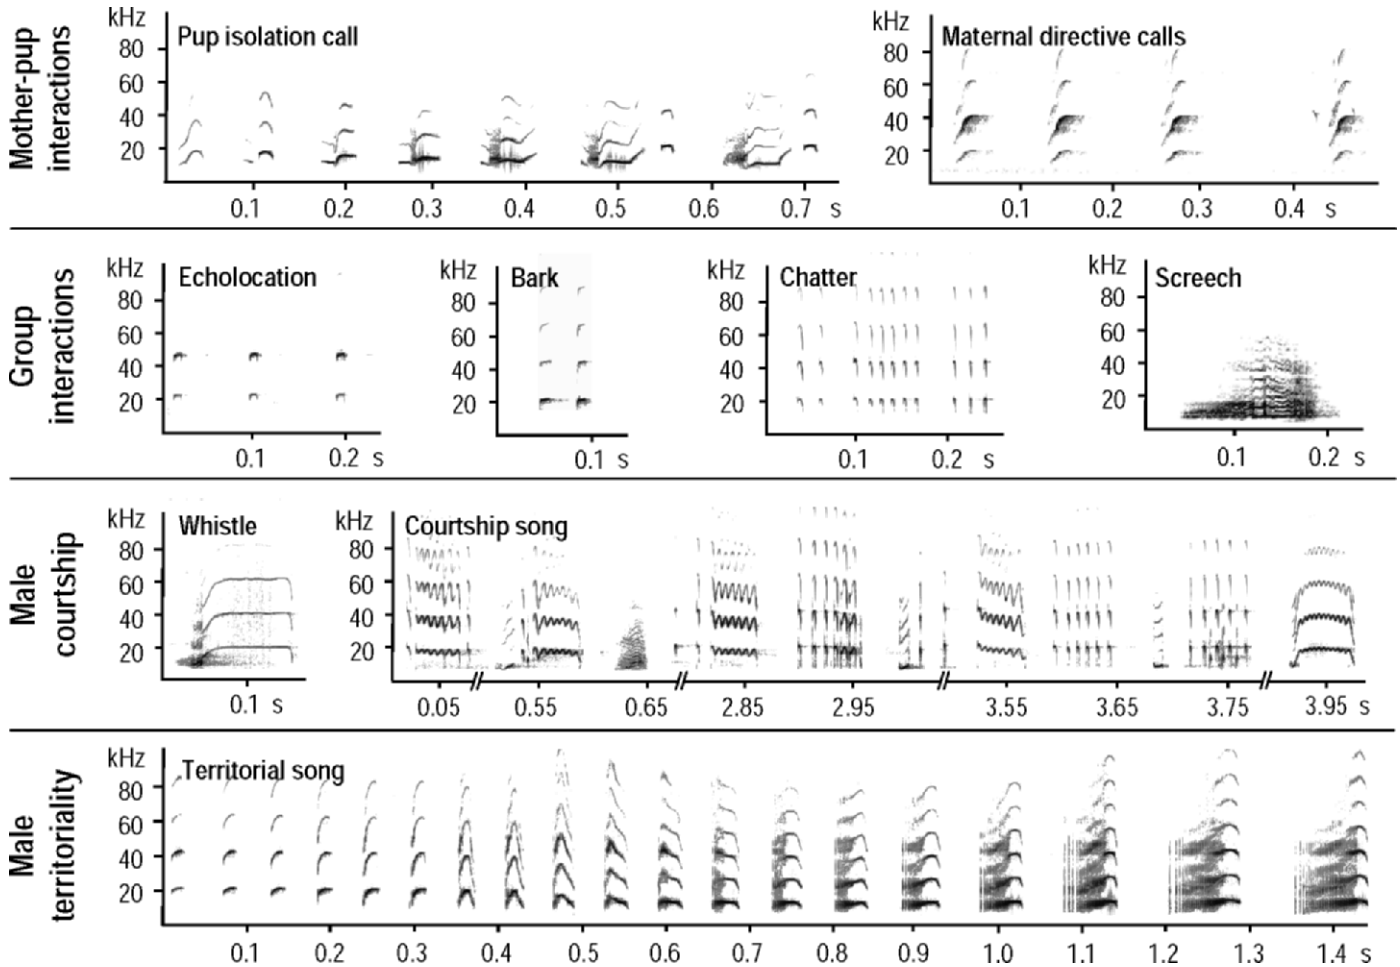 Mother-pup
interactions
kHz
Pup isolation call
80
60
40
20
0.1 0.2 0.3 0.4 0.5 0.6 0.7 s
kHz
Maternal directive calls
80
60
40
20
0.1 0.2 0.3 0.4 s
Group
interactions
kHz
Echolocation
80
60
40
20
0.1 0.2 s
kHz
Bark
80
60
40
20
0.1 s
kHz
Chatter
80
60
40
20
0.1 0.2 s
kHz
Screech
80
60
40
20
0.1 0.2 s
Male
courtship
kHz
Whistle
80
60
40
20
0.1 s
kHz
Courtship song
80
60
40
20
0.05 0.55 0.65 2.85 2.95 3.55 3.65 3.75 3.95 s
Male
territoriality
kHz
Territorial song
80
60
40
20
0.1 0.2 0.3 0.4 0.5 0.6 0.7 0.8 0.9 1.0 1.1 1.2 1.3 1.4 s